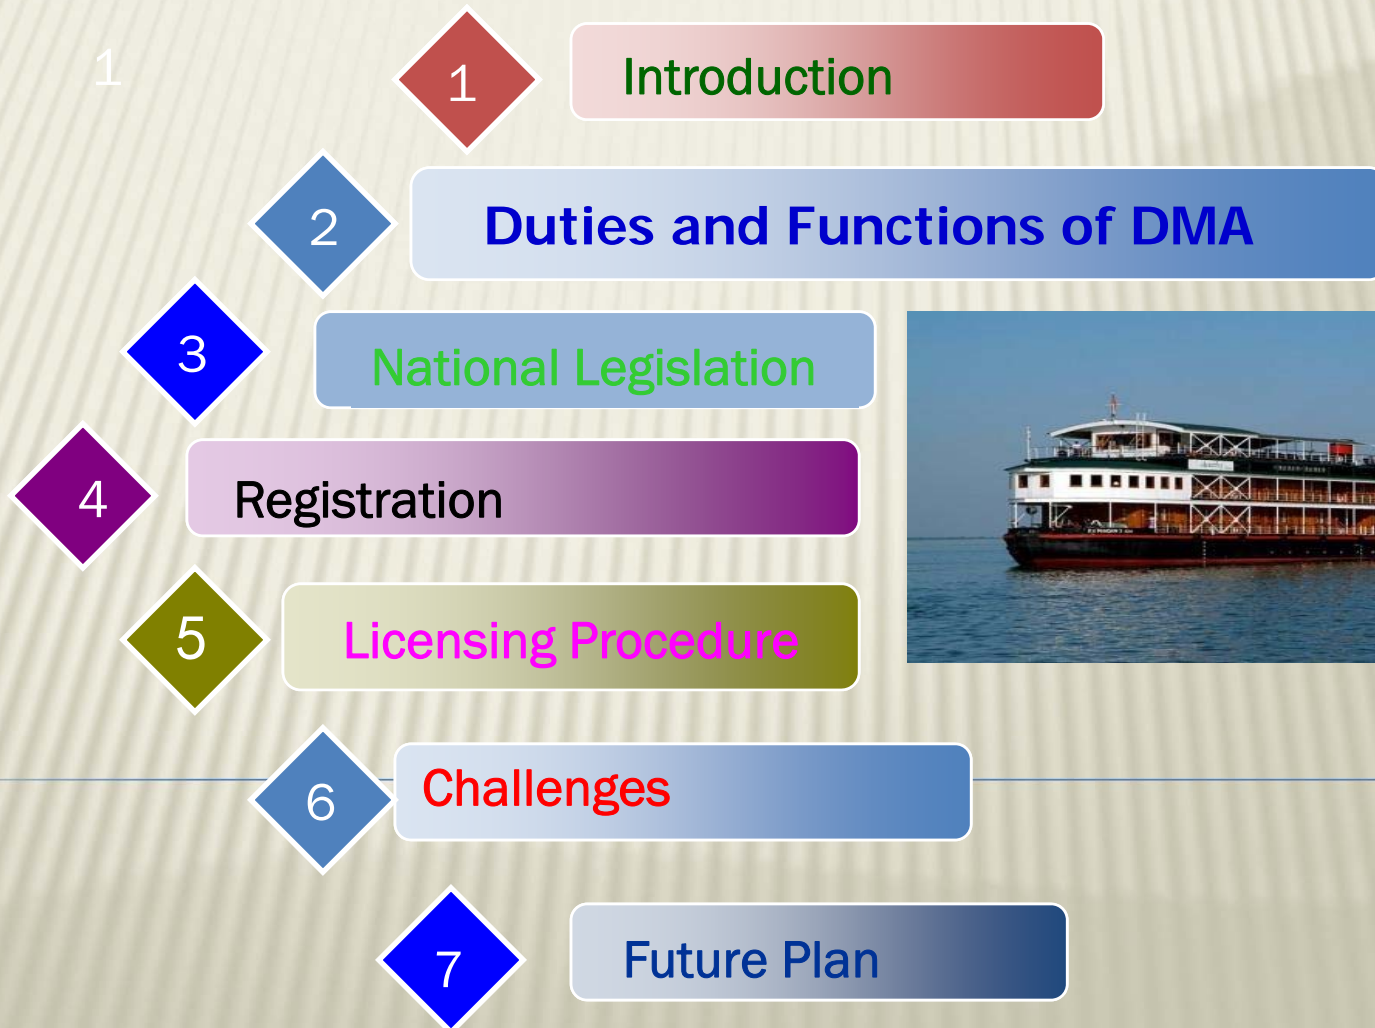 1
1 Introduction
2 Duties and Functions of DMA
3 National Legislation
4 Registration
5 Licensing Procedure
6 Challenges
7 Future Plan